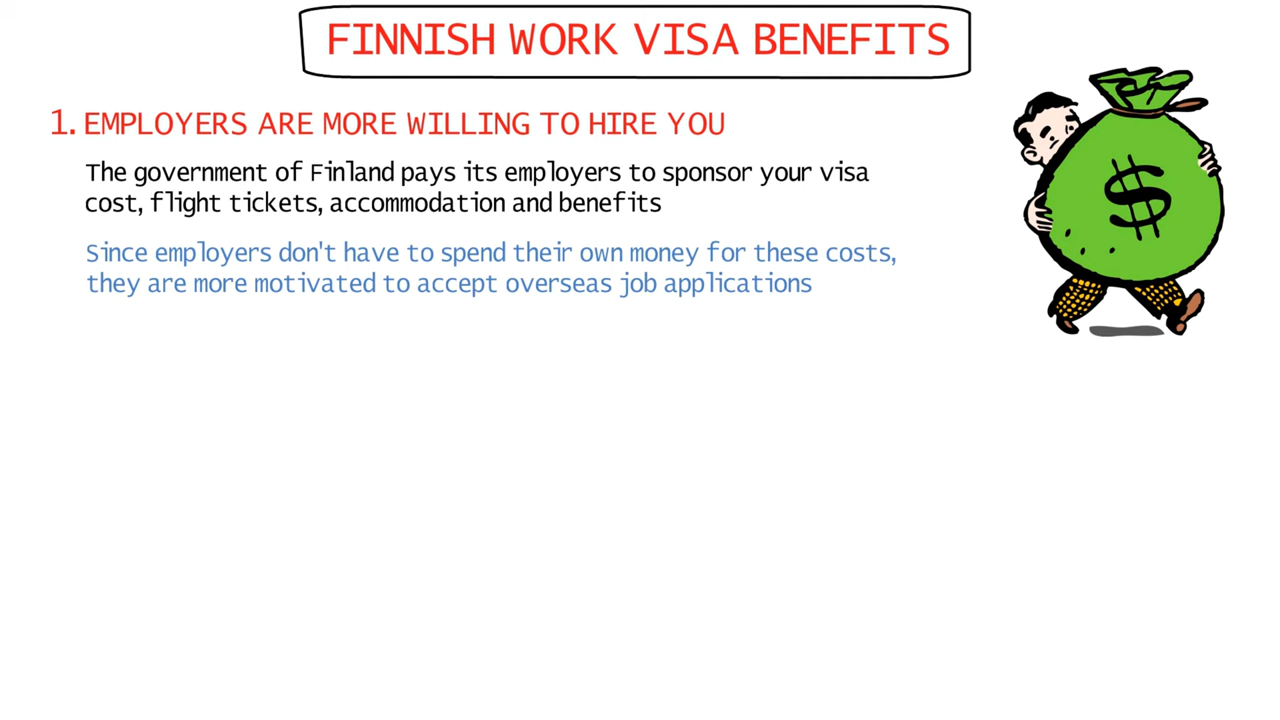 FINNISH WORK VISA BENEFITS
1. EMPLOYERS ARE MORE WILLING TO HIRE YOU
The government of Finland pays its employers to sponsor your visa
cost, flight tickets, accommodation and benefits
Since employers don't have to spend their own money for these costs,
they are more motivated to accept overseas job applications
$